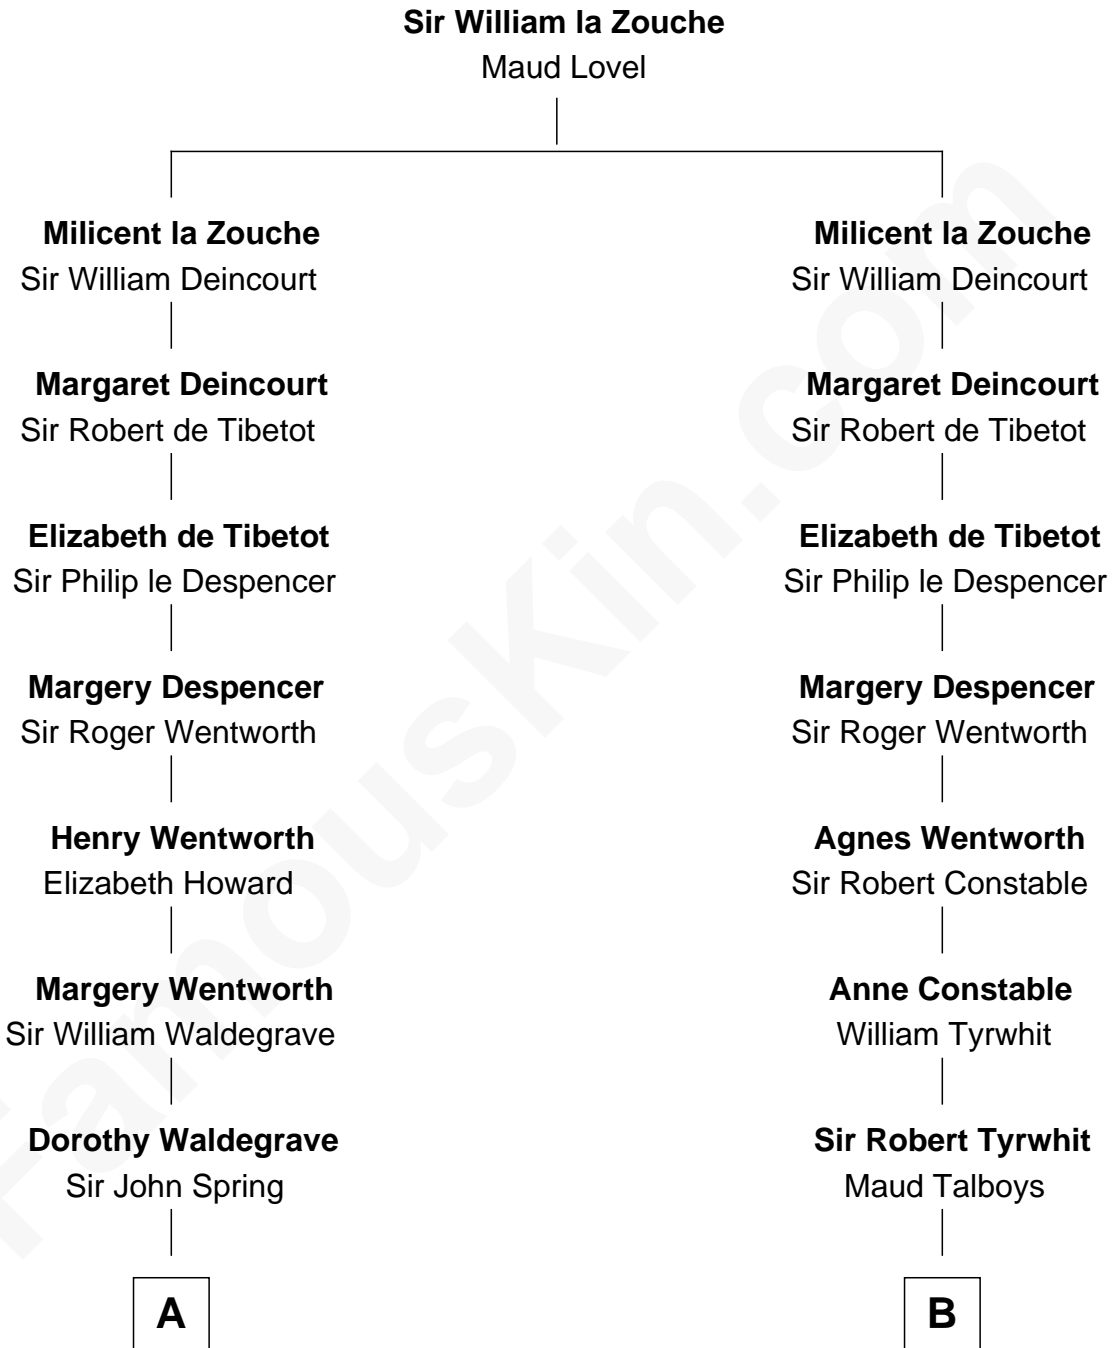 Sir William la Zouche
Maud Lovel
Milicent la Zouche
Sir William Deincourt
Margaret Deincourt
Sir Robert de Tibetot
Elizabeth de Tibetot
Sir Philip le Despencer
Margery Despencer
Sir Roger Wentworth
Henry Wentworth
Elizabeth Howard
Margery Wentworth
Sir William Waldegrave
Dorothy Waldegrave
Sir John Spring
A
Milicent la Zouche
Sir William Deincourt
Margaret Deincourt
Sir Robert de Tibetot
Elizabeth de Tibetot
Sir Philip le Despencer
Margery Despencer
Sir Roger Wentworth
Agnes Wentworth
Sir Robert Constable
Anne Constable
William Tyrwhit
Sir Robert Tyrwhit
Maud Talboys
B
FamousKin.com